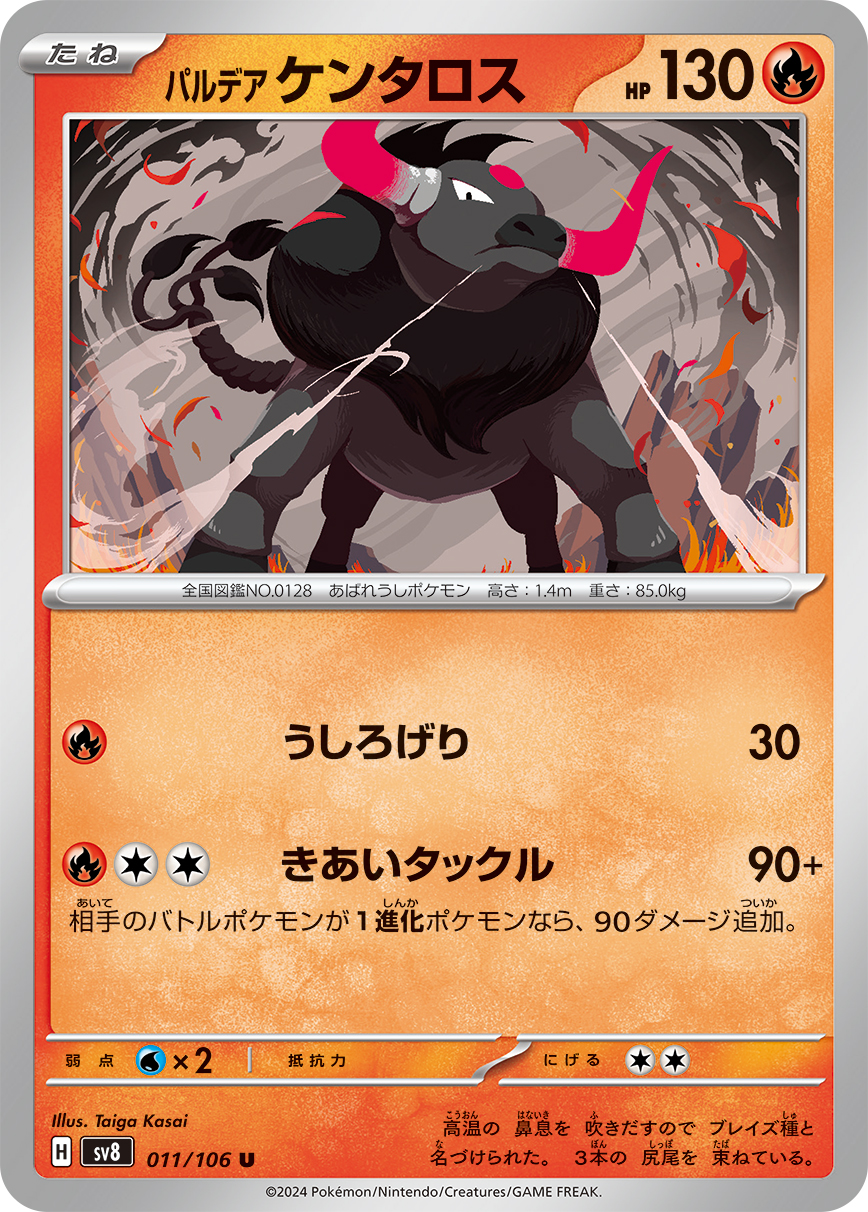 たね
パルデア ケンタロス HP 130
全国図鑑NO.0128 あばれうしポケモン 高さ：1.4m 重さ：85.0kg
うしろげり 30
きあいタックル 90+
相手のバトルポケモンが1進化ポケモンなら、90ダメージ追加。
弱点 ×2 抵抗力 にげる
Illus. Taiga Kasai
高温の 鼻息を 吹きだすので ブレイズ種と
名づけられた。 3本の 尻尾を 束ねている。
H sv8 011/106 U
©2024 Pokémon/Nintendo/Creatures/GAME FREAK.